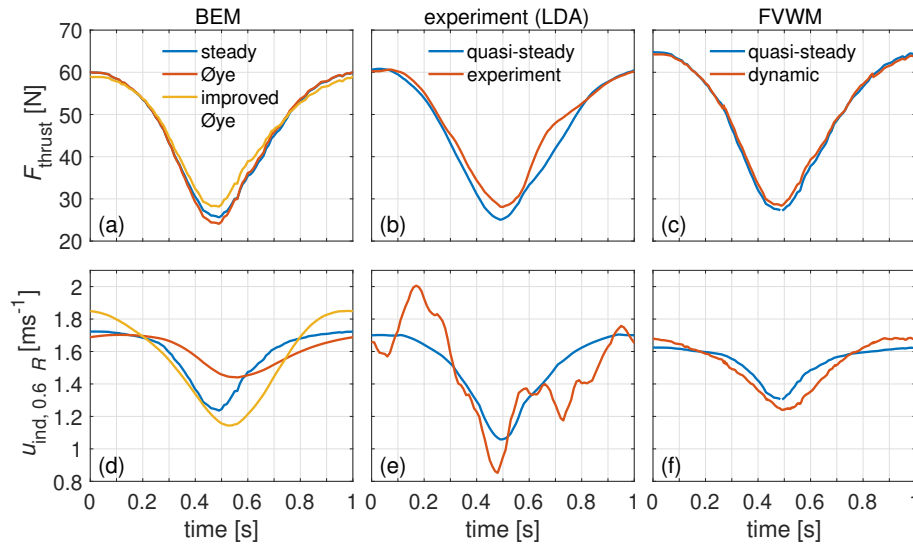 BEM
experiment (LDA)
FVWM
70
60
50
40
30
20
F_thrust [N]
steady
Øye
improved
Øye
(a)
quasi-steady
experiment
(b)
quasi-steady
dynamic
(c)
2
1.8
1.6
1.4
1.2
1
0.8
u_ind, 0.6 R [ms^-1]
(d)
(e)
(f)
0 0.2 0.4 0.6 0.8 1
0 0.2 0.4 0.6 0.8 1
0 0.2 0.4 0.6 0.8 1
time [s]
time [s]
time [s]